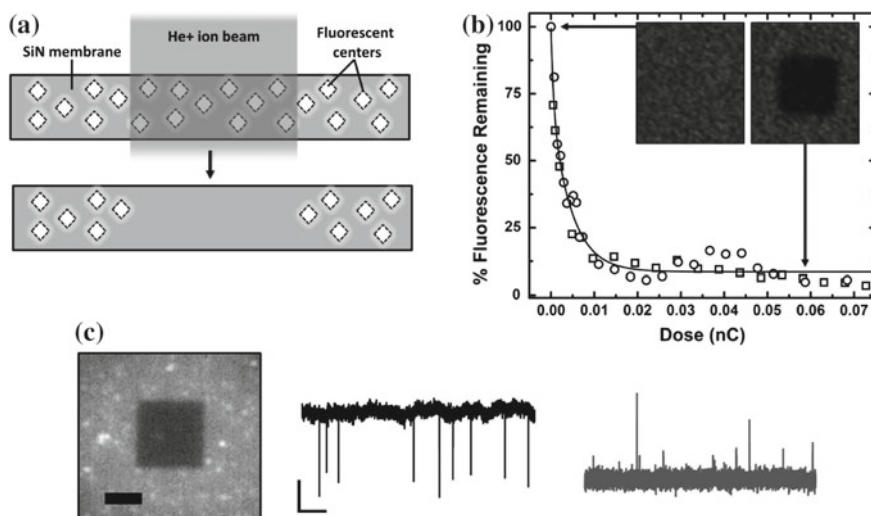 (a)
He+ ion beam
SiN membrane
Fluorescent
centers
(b)
% Fluorescence Remaining
100
75
50
25
0
0.00 0.01 0.02 0.03 0.04 0.05 0.06 0.07
Dose (nC)
(c)